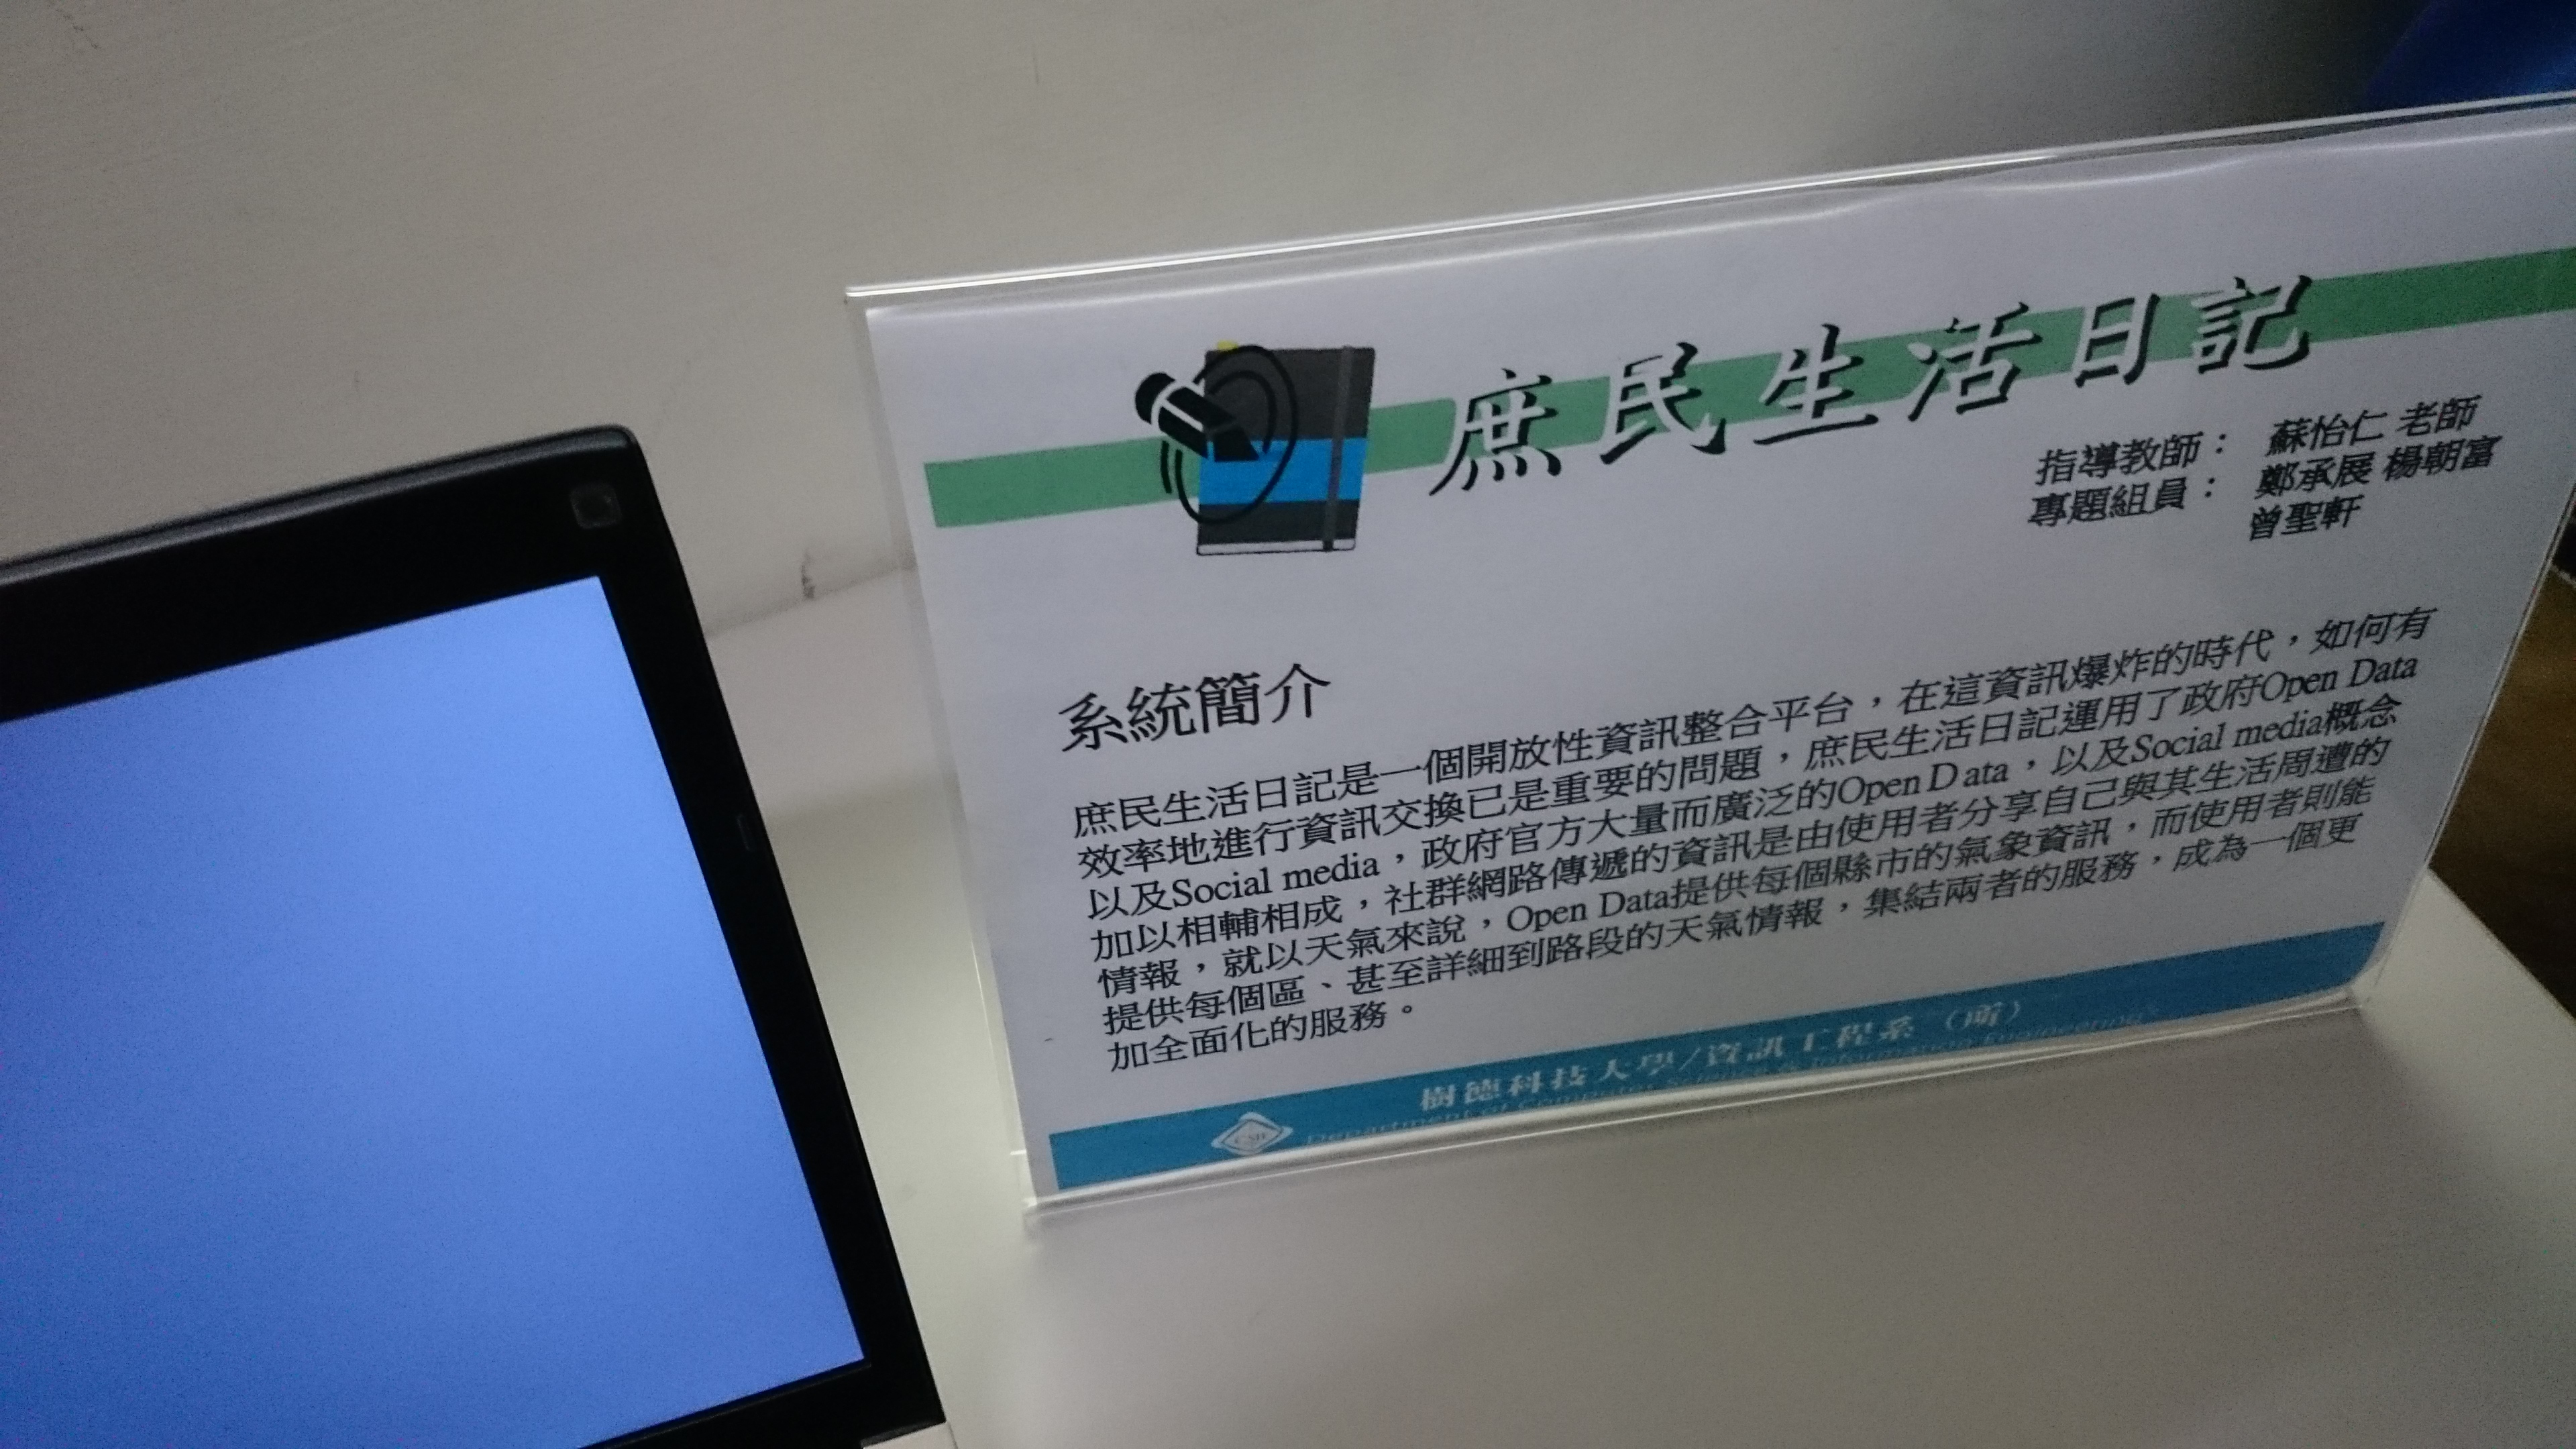 庶民生活日記
指導教師： 蘇怡仁 老師
專題組員： 鄭承展 楊朝富
曾聖軒
系統簡介
庶民生活日記是一個開放性資訊整合平台，在這資訊爆炸的時代，如何有
效率地進行資訊交換已是重要的問題，庶民生活日記運用了政府Open Data
以及Social media，政府官方大量而廣泛的Open Data，以及Social media概念
加以相輔相成，社群網路傳遞的資訊是由使用者分享自己與其生活周遭的
情報，就以天氣來說，Open Data提供每個縣市的氣象資訊，而使用者則能
提供每個區、甚至詳細到路段的天氣情報，集結兩者的服務，成為一個更
加全面化的服務。
樹德科技大學/資訊工程系（所）
Department of Computer Science & Information Engineering
CSIE